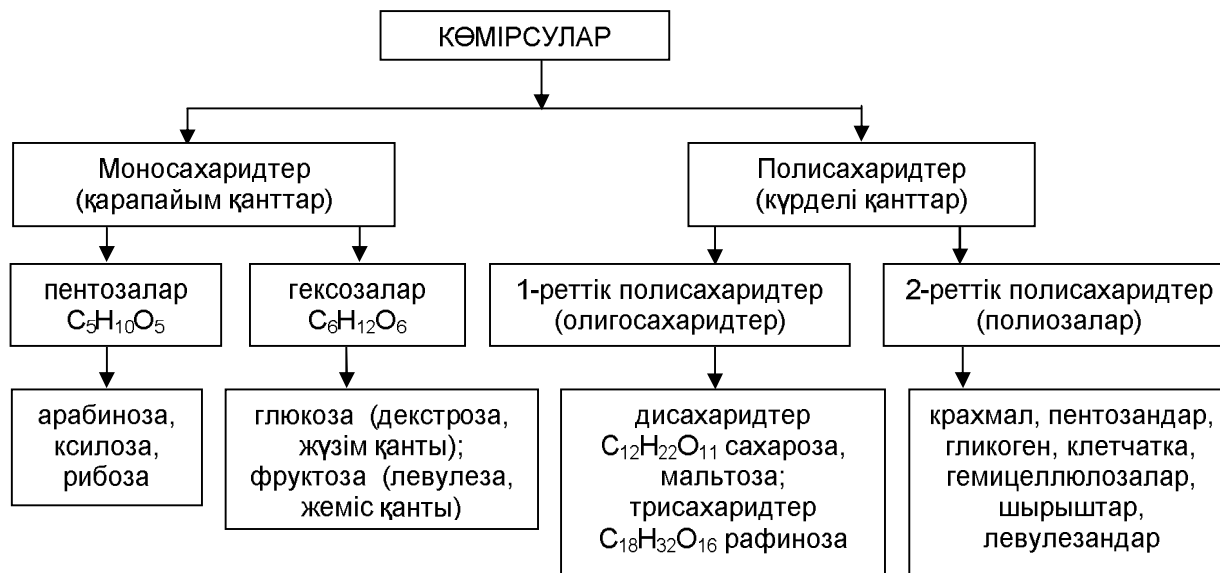 КӨМІРСУЛАР
Моносахаридтер
(қарапайым қанттар)
Полисахаридтер
(күрделі қанттар)
пентозалар
C₅H₁₀O₅
гексозалар
C₆H₁₂O₆
1-реттік полисахаридтер
(олигосахаридтер)
2-реттік полисахаридтер
(полиозалар)
арабиноза,
ксилоза,
рибоза
глюкоза (декстроза,
жүзім қанты);
фруктоза (левулеза,
жеміс қанты)
дисахаридтер
C₁₂H₂₂O₁₁ сахароза,
мальтоза;
трисахаридтер
C₁₈H₃₂O₁₆ рафиноза
крахмал, пентозандар,
гликоген, клетчатка,
гемицеллюлозалар,
шырыштар,
левулезандар